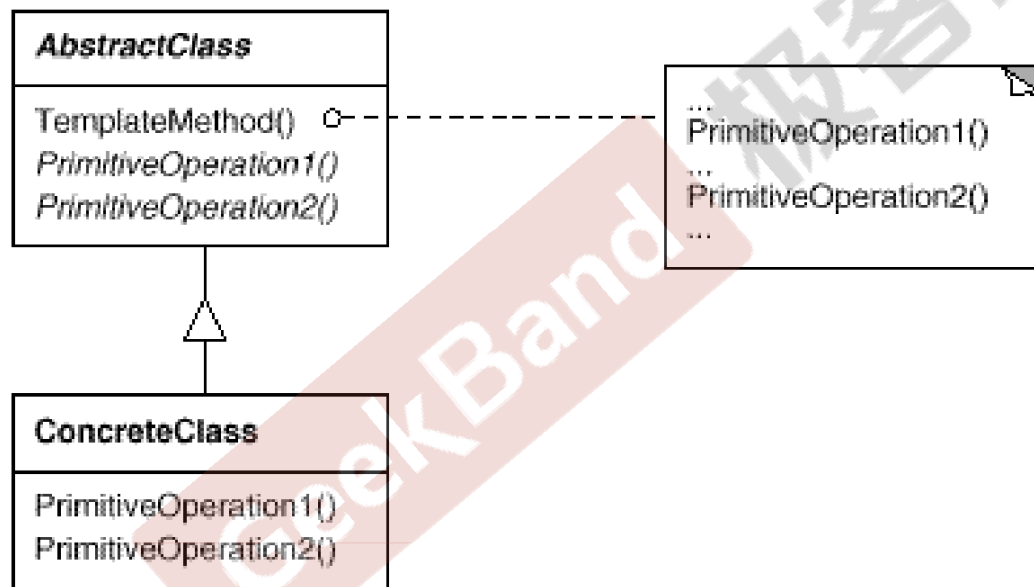 AbstractClass
TemplateMethod()
PrimitiveOperation1()
PrimitiveOperation2()
...
PrimitiveOperation1()
...
PrimitiveOperation2()
...
ConcreteClass
PrimitiveOperation1()
PrimitiveOperation2()
GeekBand
极客